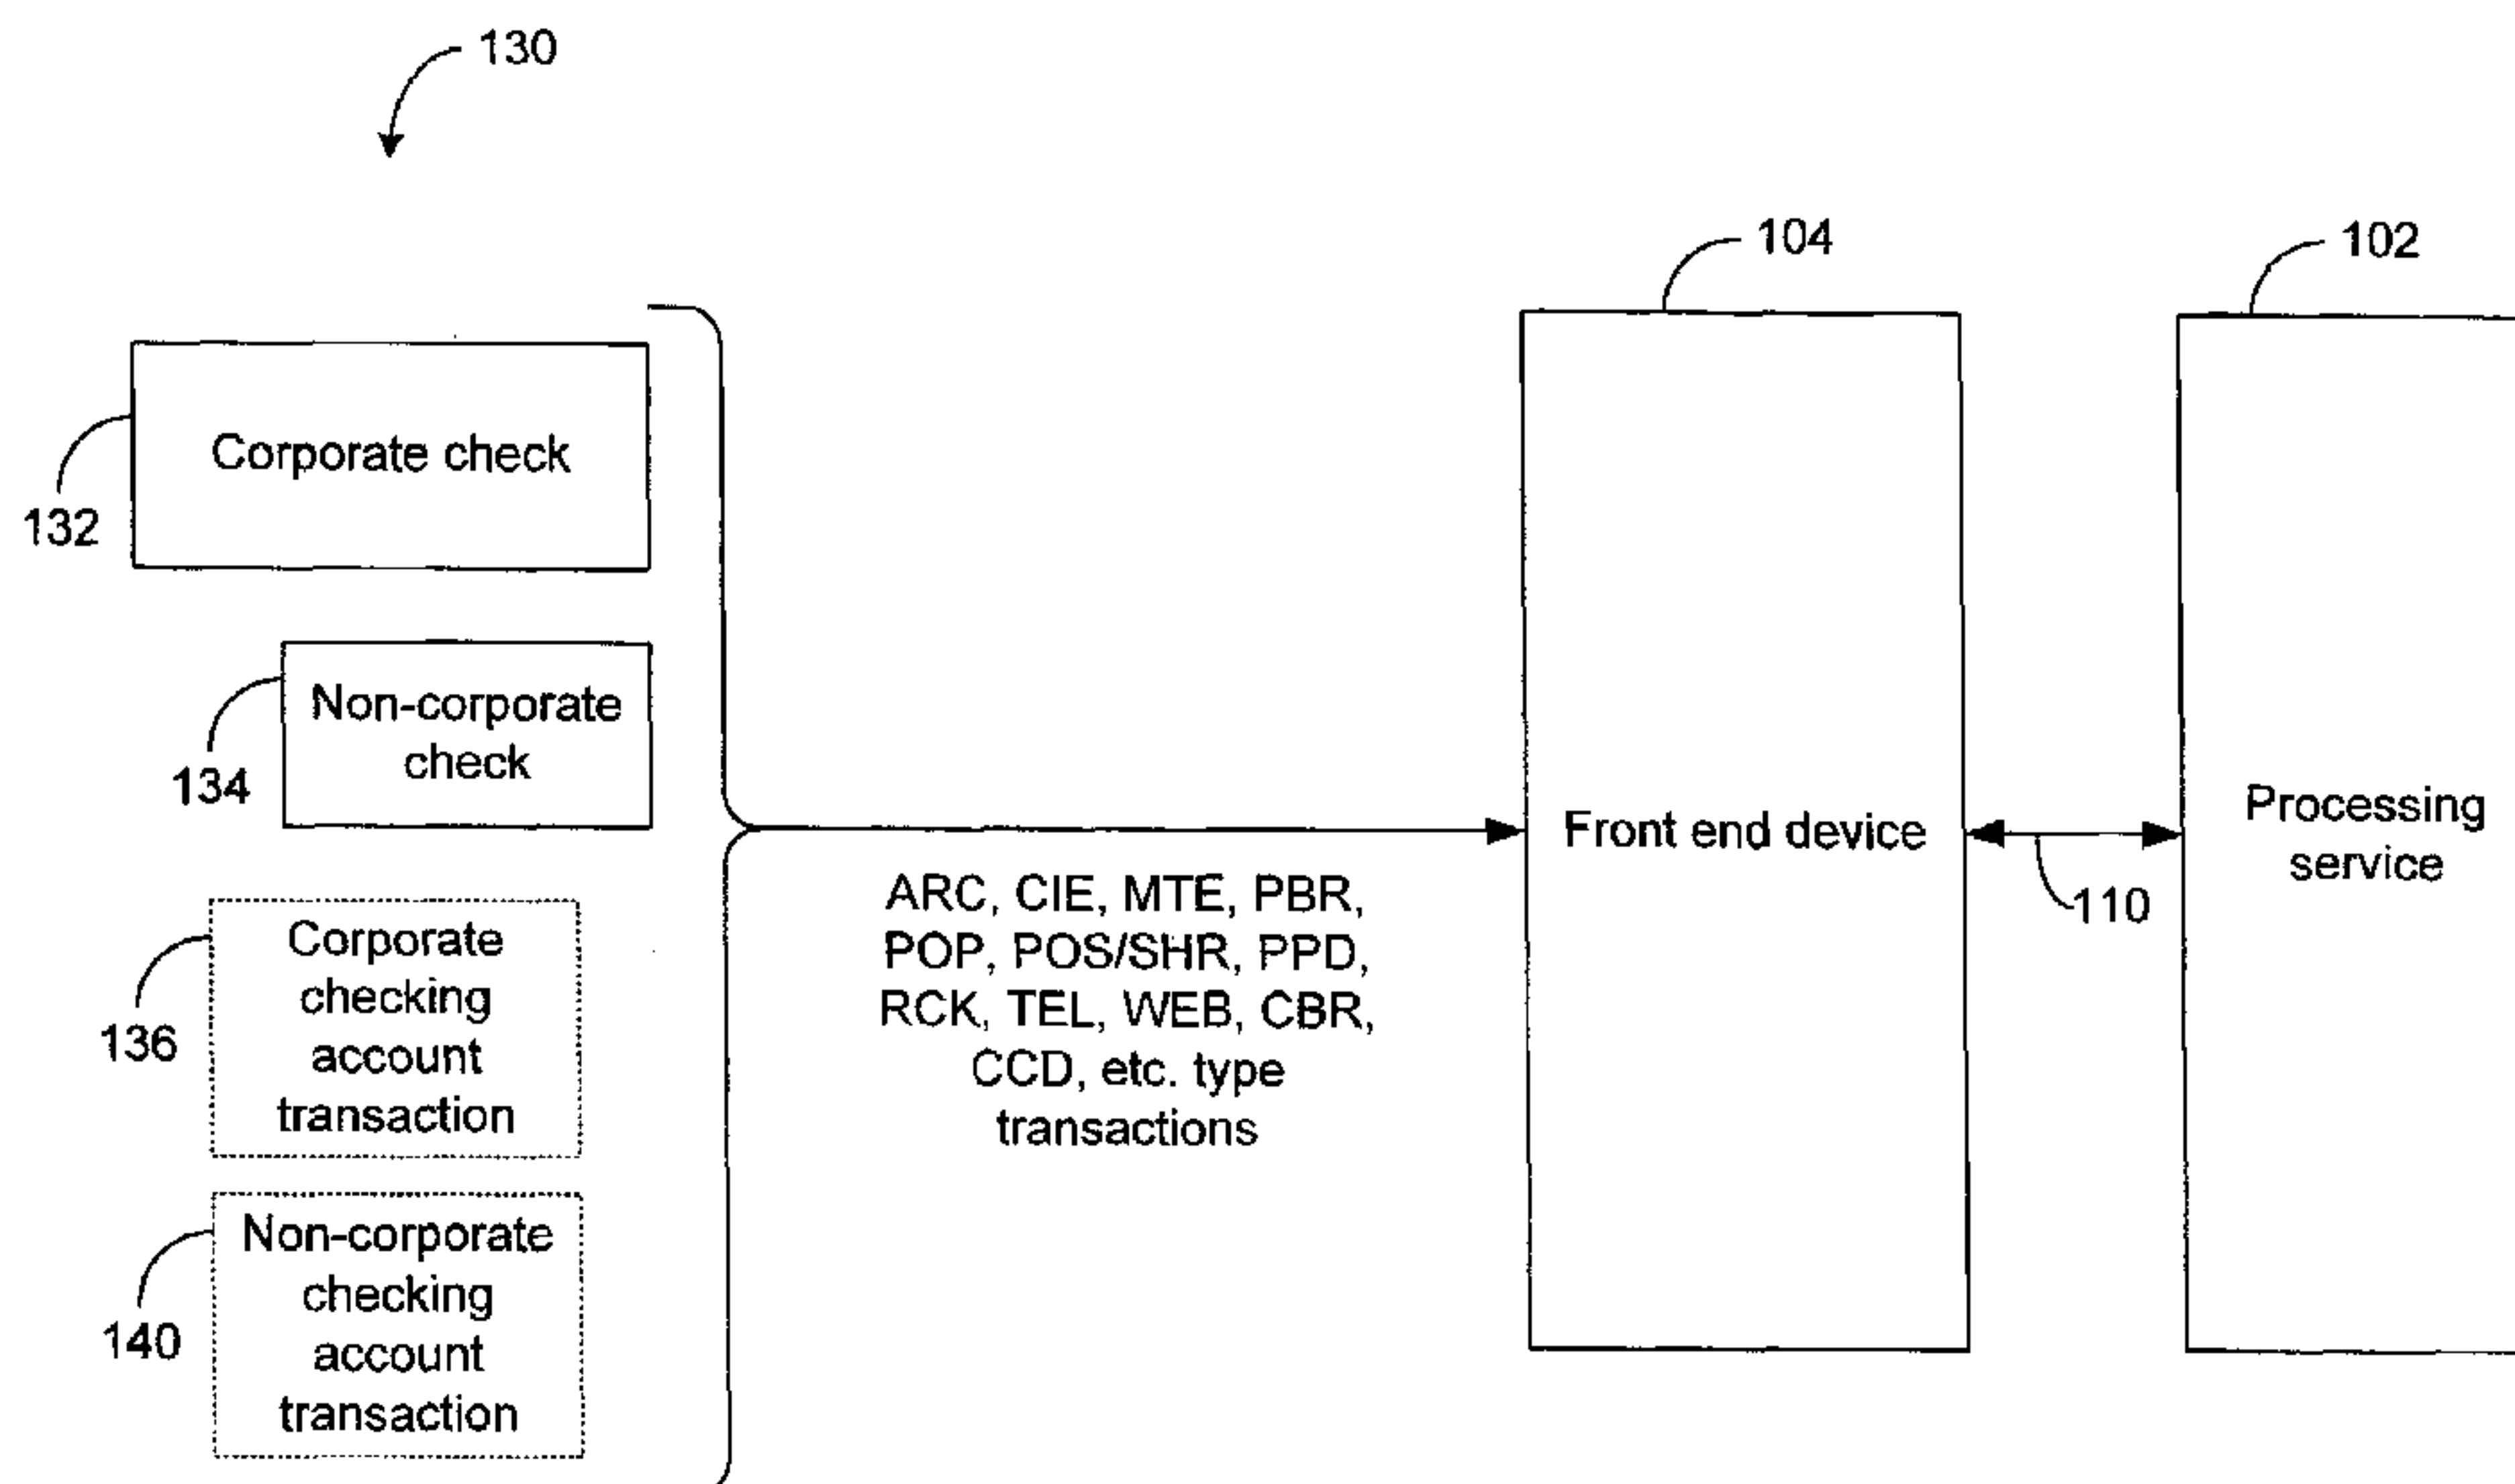 130
104
102
Corporate check
132
Non-corporate
check
134
Corporate
checking
account
transaction
136
Non-corporate
checking
account
transaction
140
ARC, CIE, MTE, PBR,
POP, POS/SHR, PPD,
RCK, TEL, WEB, CBR,
CCD, etc. type
transactions
Front end device
110
Processing
service